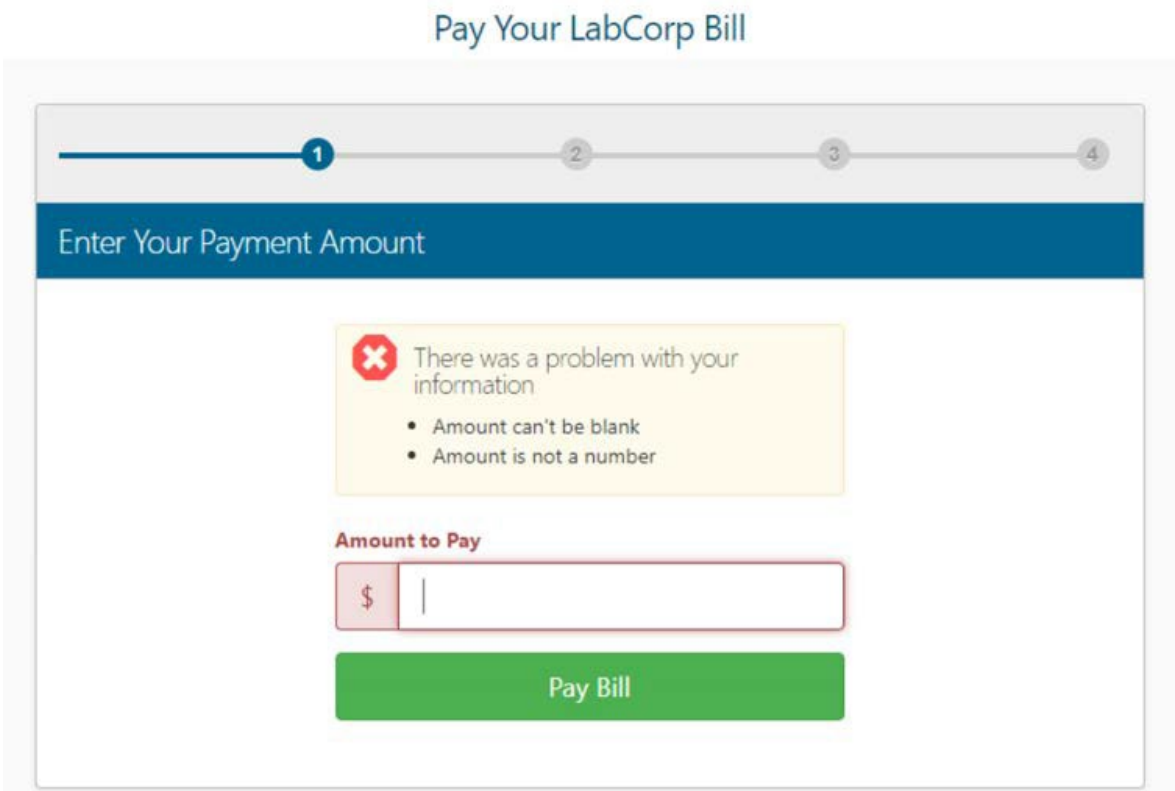 Pay Your LabCorp Bill
1 2 3 4
Enter Your Payment Amount
There was a problem with your
information
• Amount can't be blank
• Amount is not a number
Amount to Pay
$
Pay Bill